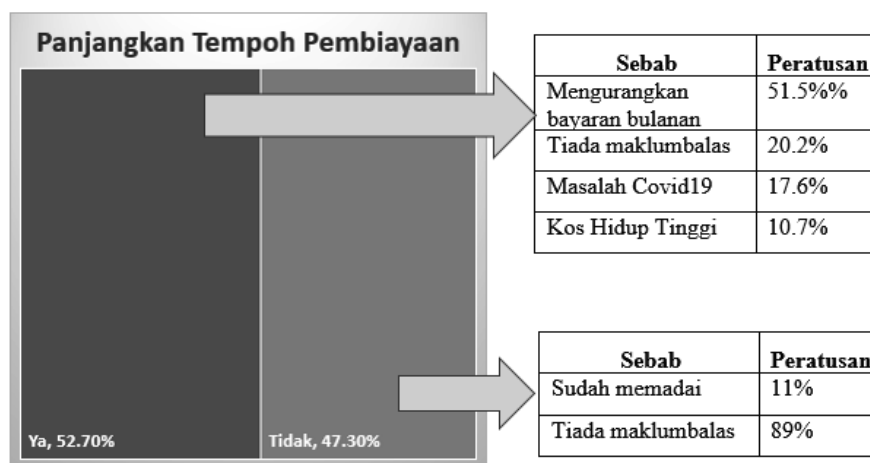 Panjangkan Tempoh Pembiayaan
Ya, 52.70%
Tidak, 47.30%
Sebab Peratusan
Mengurangkan 51.5%%
bayaran bulanan
Tiada maklumbalas 20.2%
Masalah Covid19 17.6%
Kos Hidup Tinggi 10.7%
Sebab Peratusan
Sudah memadai 11%
Tiada maklumbalas 89%